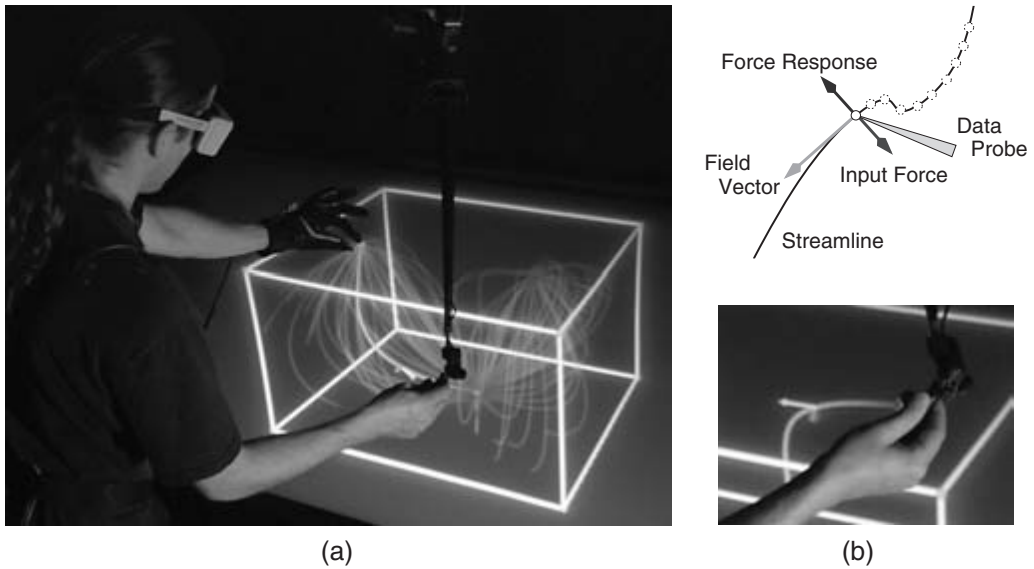 Force Response
Data
Probe
Field
Vector
Input Force
Streamline
(a)
(b)